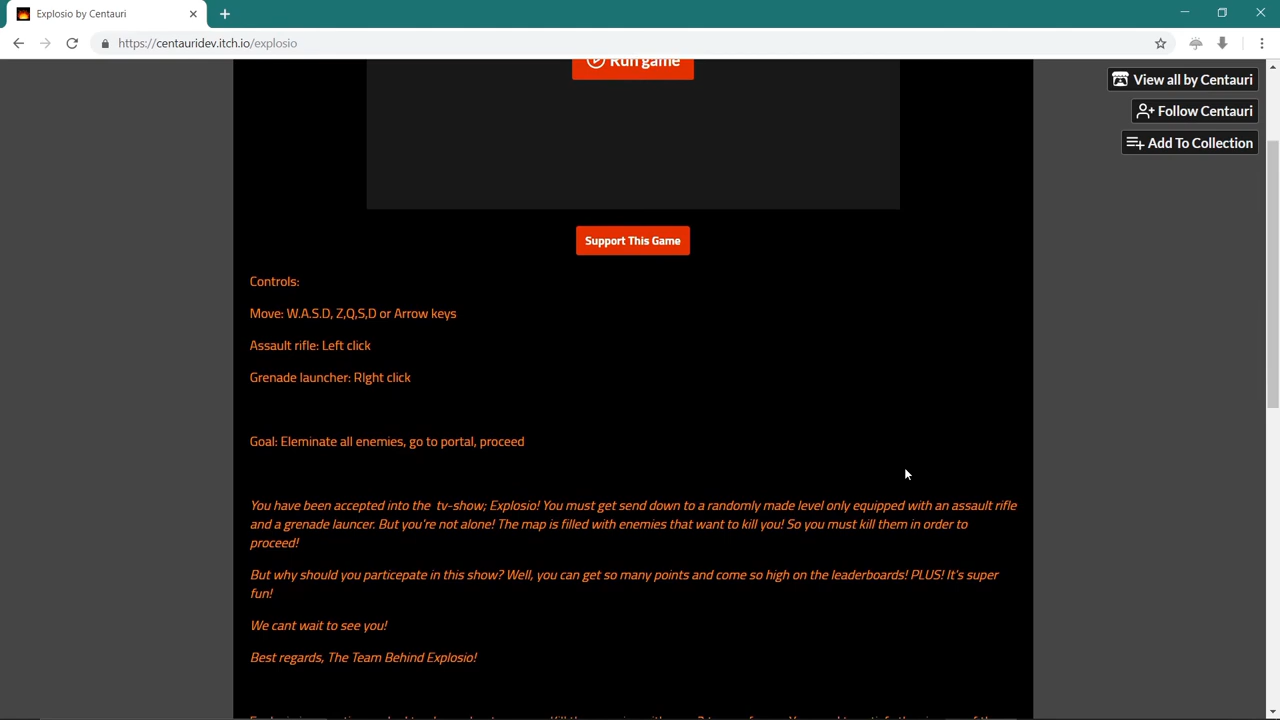 Explosio by Centauri
https://centauridev.itch.io/explosio
Run game
View all by Centauri
Follow Centauri
Add To Collection
Support This Game
Controls:
Move: W.A.S.D, Z,Q,S,D or Arrow keys
Assault rifle: Left click
Grenade launcher: RIght click
Goal: Eleminate all enemies, go to portal, proceed
You have been accepted into the tv-show; Explosio! You must get send down to a randomly made level only equipped with an assault rifle
and a grenade launcer. But you're not alone! The map is filled with enemies that want to kill you! So you must kill them in order to
proceed!
But why should you particepate in this show? Well, you can get so many points and come so high on the leaderboards! PLUS! It's super
fun!
We cant wait to see you!
Best regards, The Team Behind Explosio!